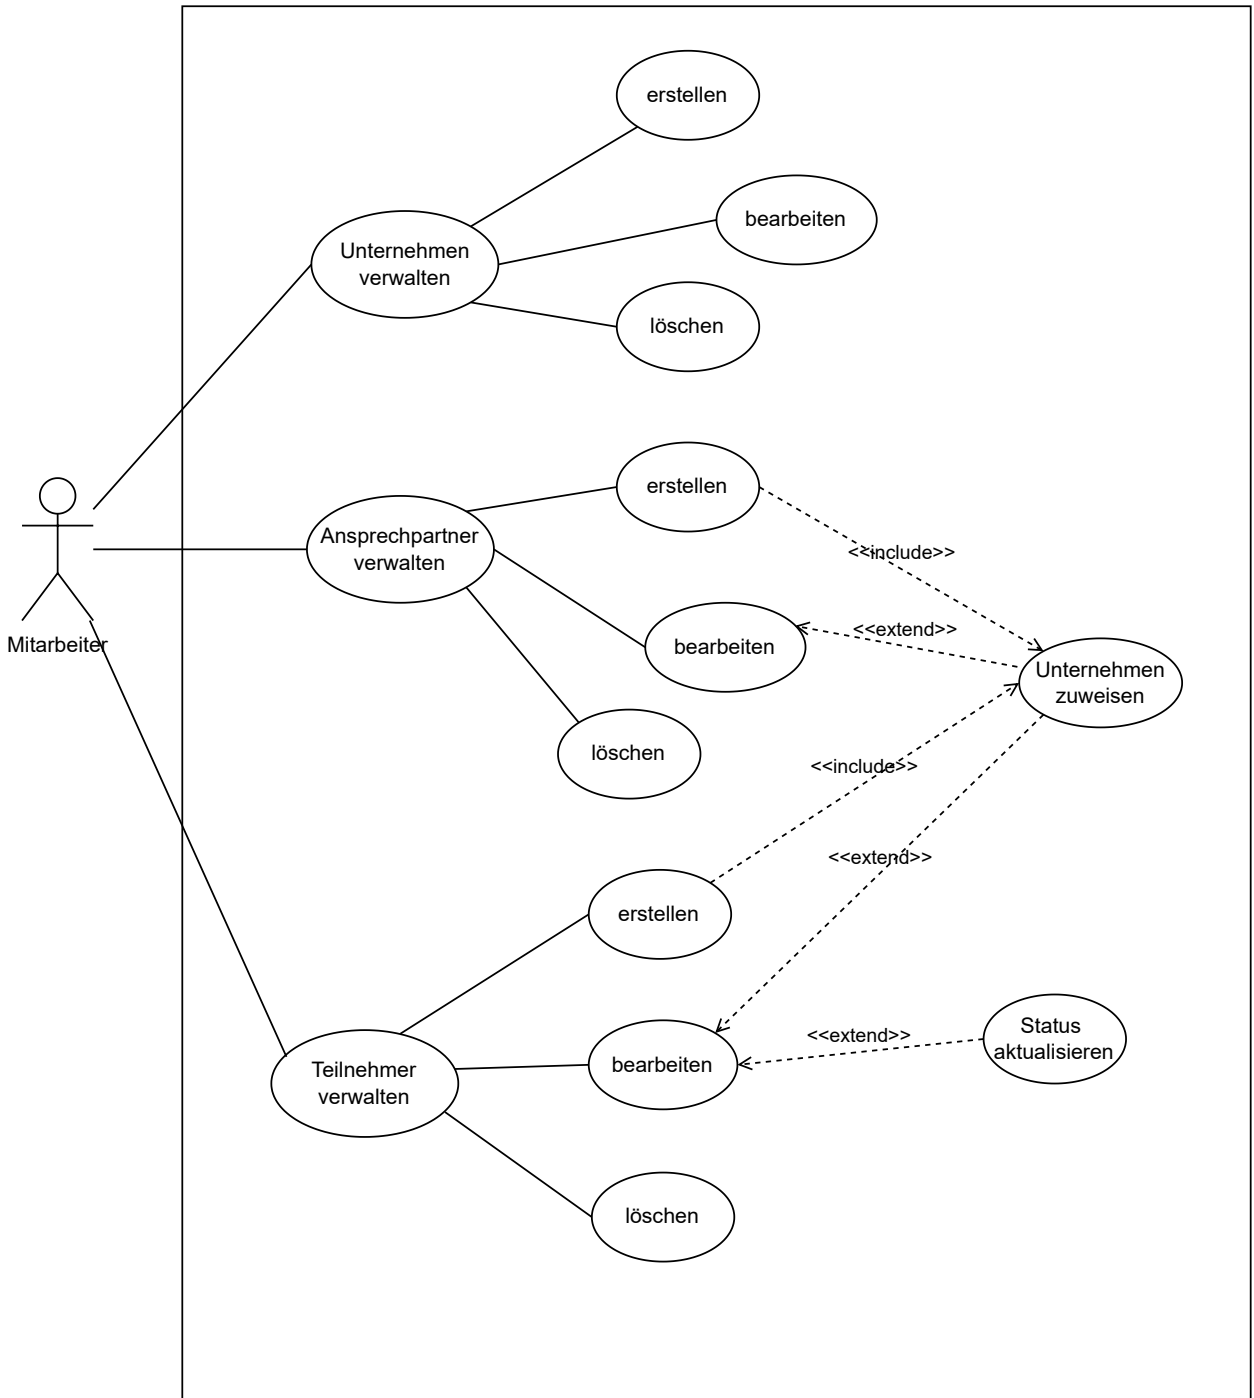 erstellen
bearbeiten
Unternehmen
verwalten
löschen
erstellen
Ansprechpartner
verwalten
<<include>>
<<extend>>
Mitarbeiter
bearbeiten
Unternehmen
zuweisen
löschen
<<include>>
<<extend>>
erstellen
Status
aktualisieren
<<extend>>
bearbeiten
Teilnehmer
verwalten
löschen